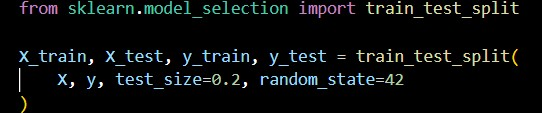 from sklearn.model_selection import train_test_split
X_train, X_test, y_train, y_test = train_test_split(
    X, y, test_size=0.2, random_state=42
)